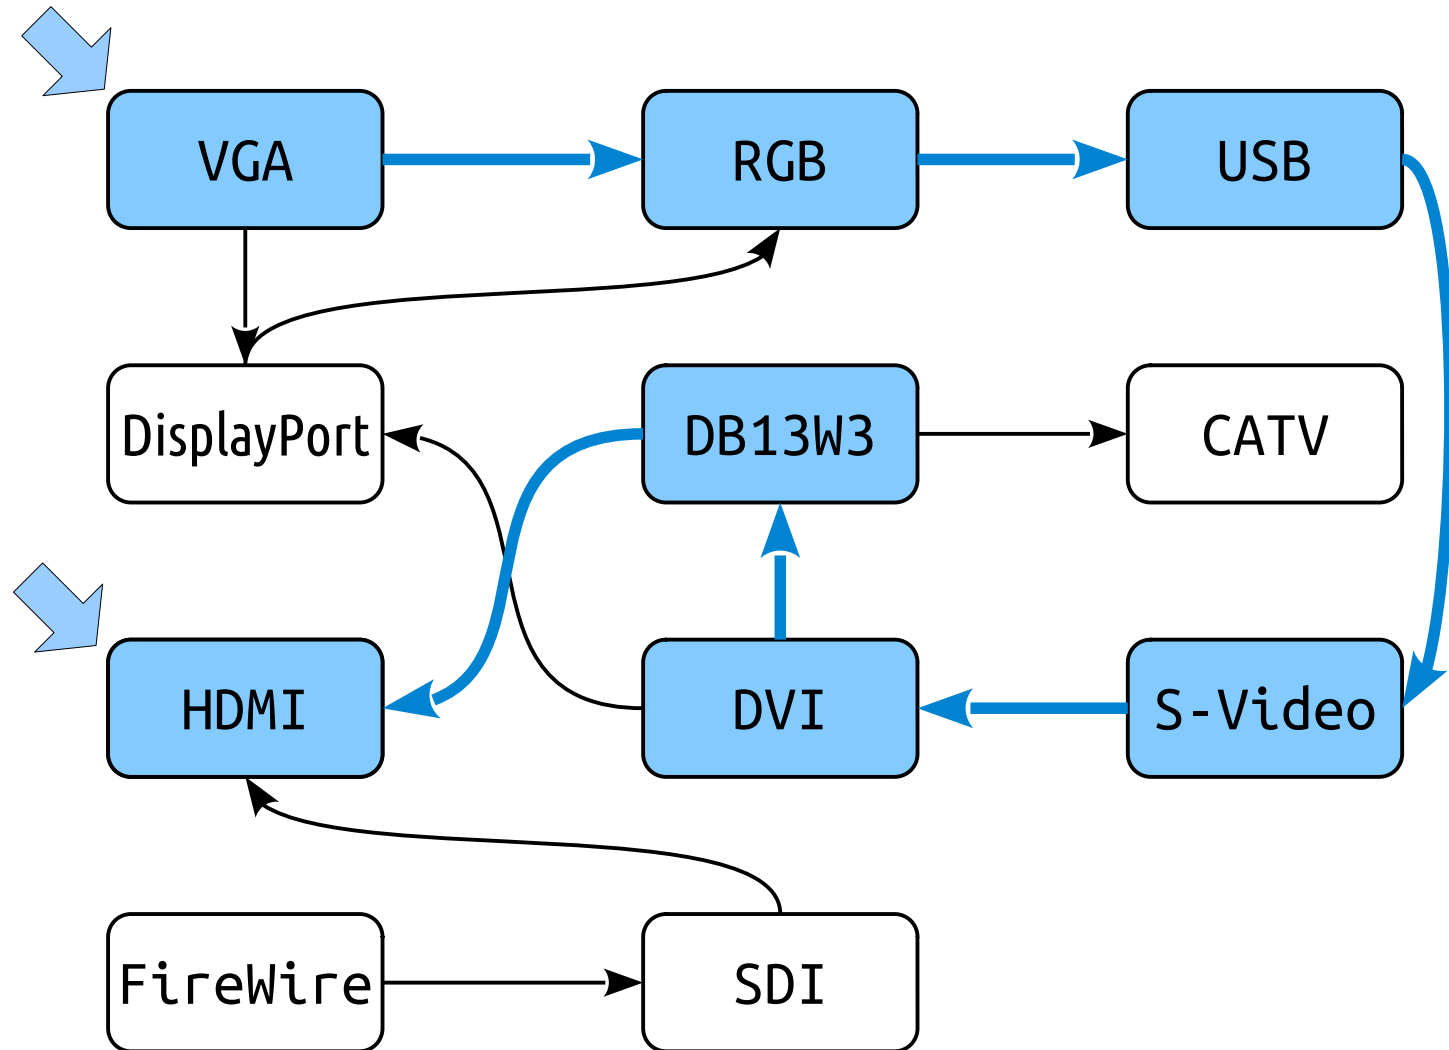 VGA
RGB
USB
DisplayPort
DB13W3
CATV
HDMI
DVI
S-Video
FireWire
SDI